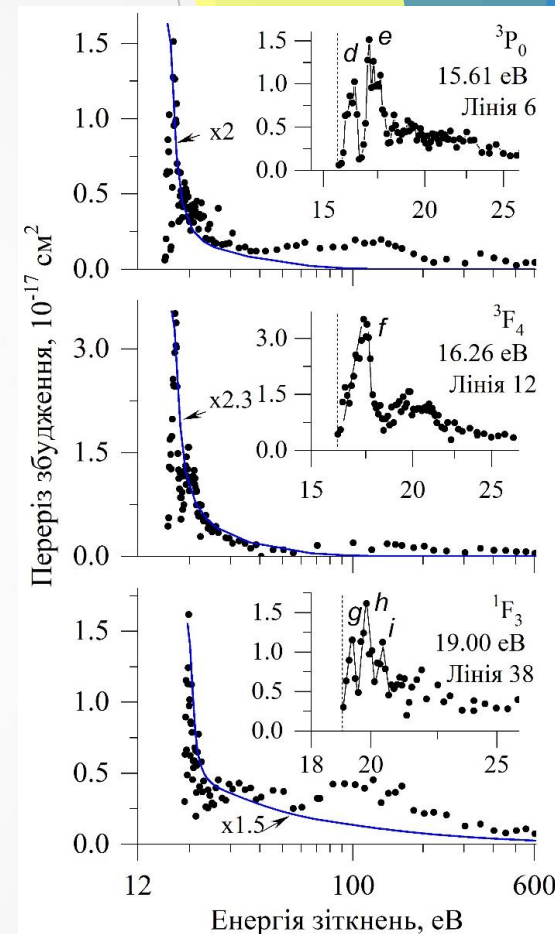 Переріз збудження, 10⁻¹⁷ см²
1.5
1.0
0.5
0.0
x2
1.5
1.0
0.5
0.0
d
e
³P₀
15.61 еВ
Лінія 6
15
20
25
3.0
1.5
0.0
x2.3
3.0
1.5
0.0
f
³F₄
16.26 еВ
Лінія 12
15
20
25
1.5
1.0
0.5
0.0
x1.5
1.5
1.0
0.5
0.0
g
h
i
¹F₃
19.00 еВ
Лінія 38
18
20
25
12
100
600
Енергія зіткнень, еВ